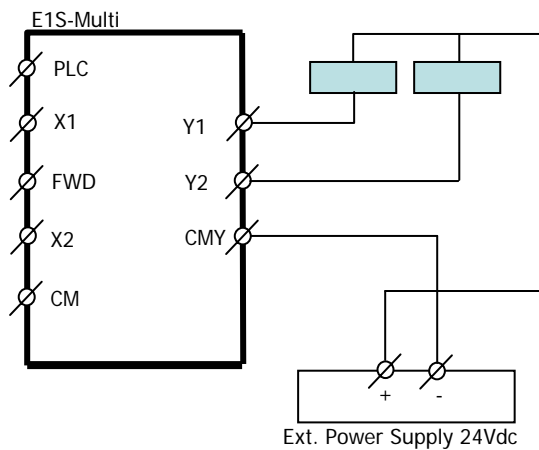 E1S-Multi
PLC
X1
Y1
FWD
Y2
X2
CMY
CM
+ -
Ext. Power Supply 24Vdc